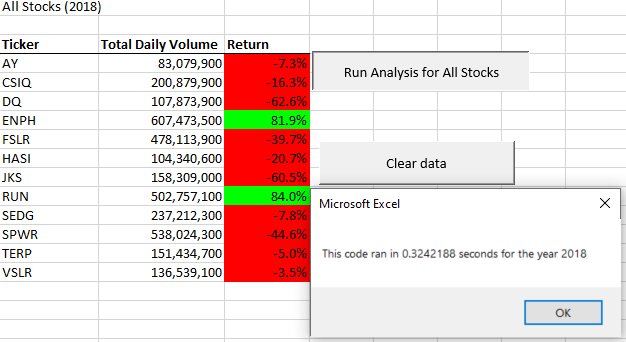 All Stocks (2018)
Ticker Total Daily Volume Return
AY 83,079,900 -7.3%
CSIQ 200,879,900 -16.3%
DQ 107,873,900 -62.6%
ENPH 607,473,500 81.9%
FSLR 478,113,900 -39.7%
HASI 104,340,600 -20.7%
JKS 158,309,000 -60.5%
RUN 502,757,100 84.0%
SEDG 237,212,300 -7.8%
SPWR 538,024,300 -44.6%
TERP 151,434,700 -5.0%
VSLR 136,539,100 -3.5%
Run Analysis for All Stocks
Clear data
Microsoft Excel
This code ran in 0.3242188 seconds for the year 2018
OK